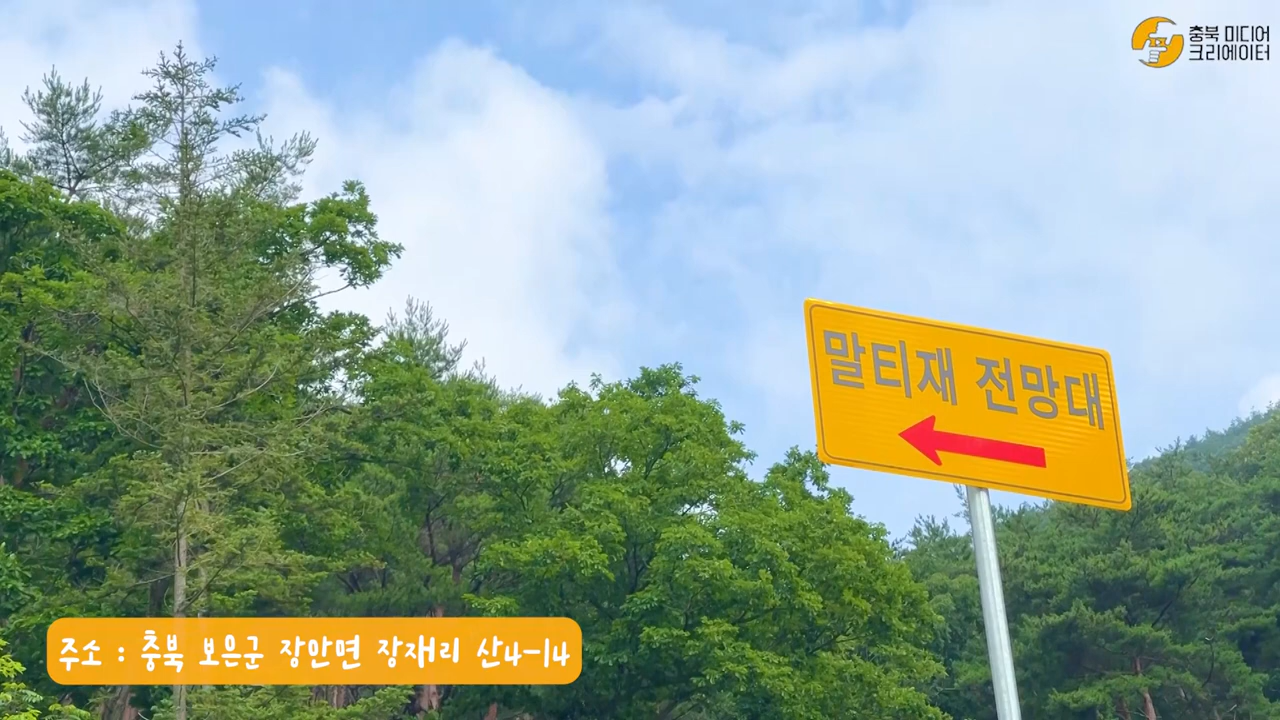 충북 미디어
크리에이터
말티재 전망대
주소 : 충북 보은군 장안면 장재리 산4-14